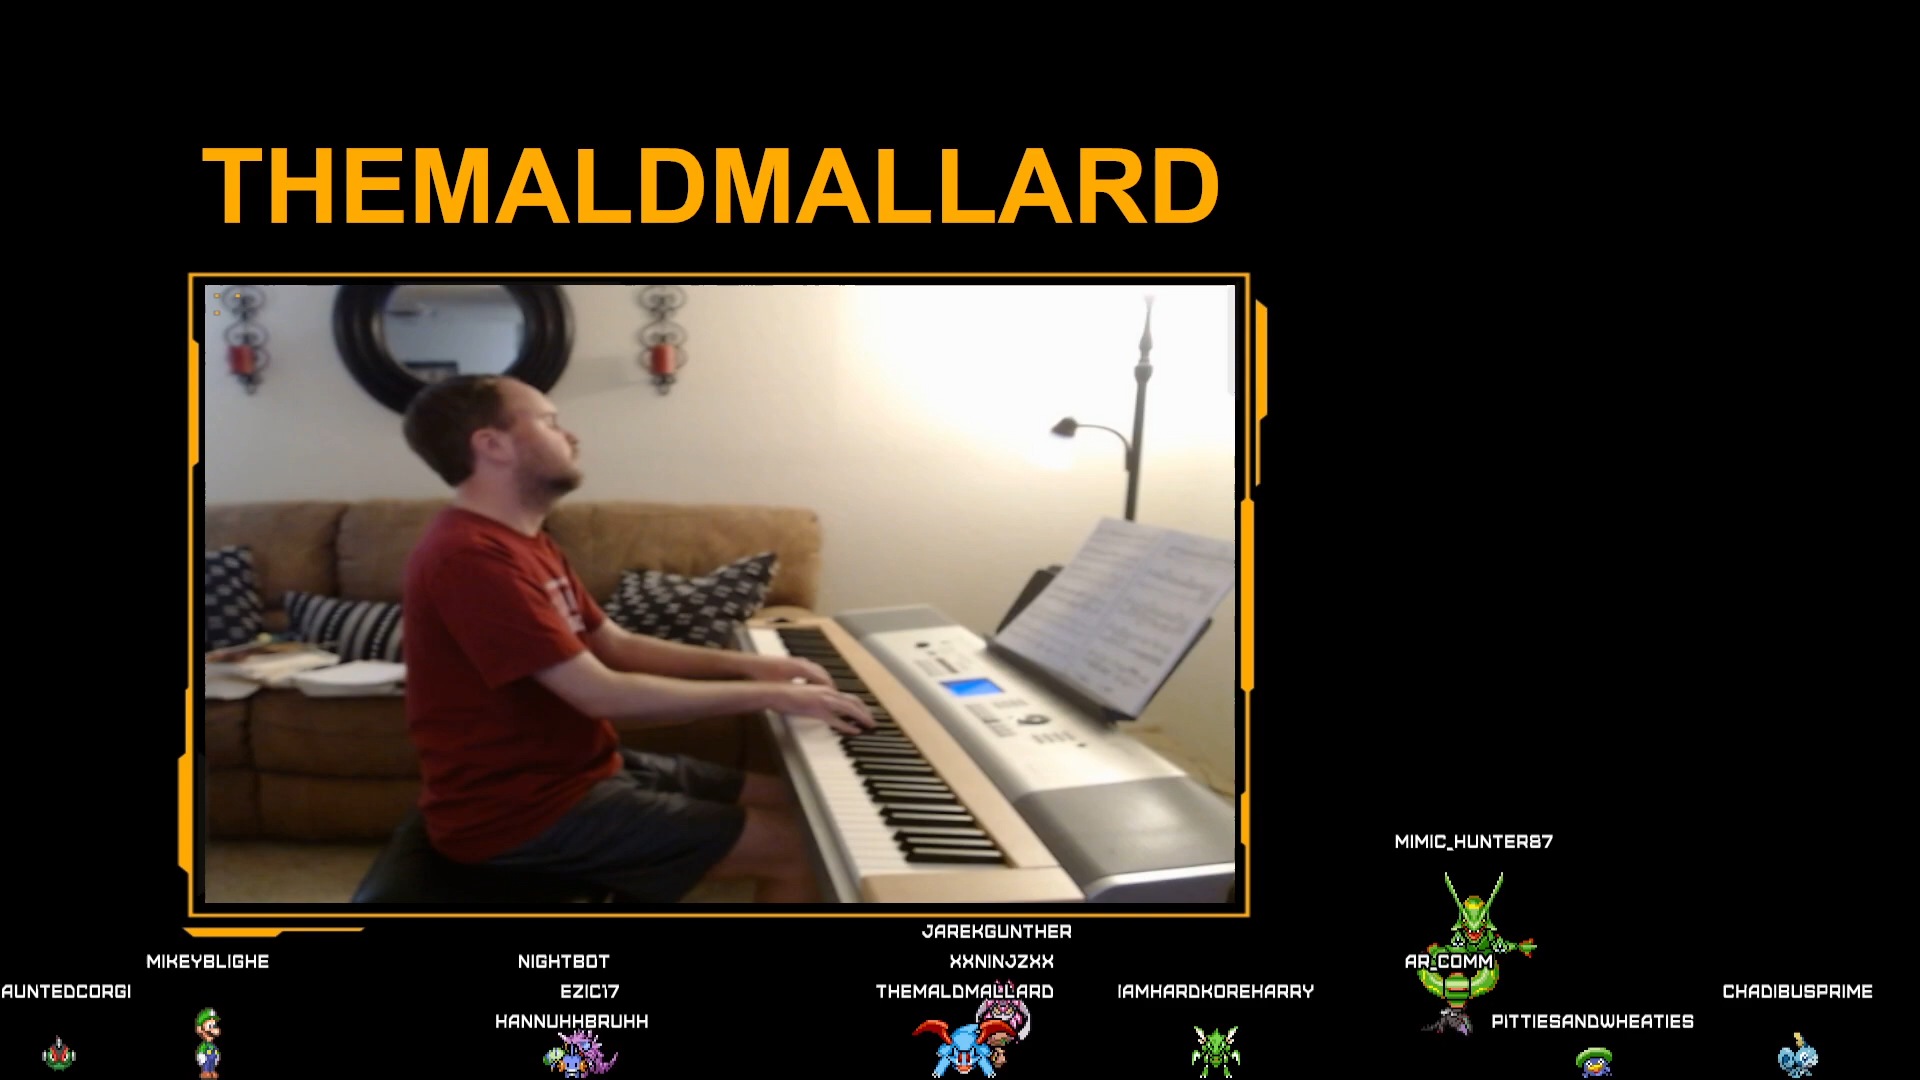 THEMALDMALLARD
MIMIC_HUNTER87
JAREKGUNTHER
MIKEYBLIGHE
NIGHTBOT
XXNINJZXX
AR_COMM
AUNTEDCORGI
EZIC17
THEMALDMALLARD
IAMHARDKOREHARRY
CHADIBUSPRIME
HANNUHHBRUHH
PITTIESANDWHEATIES